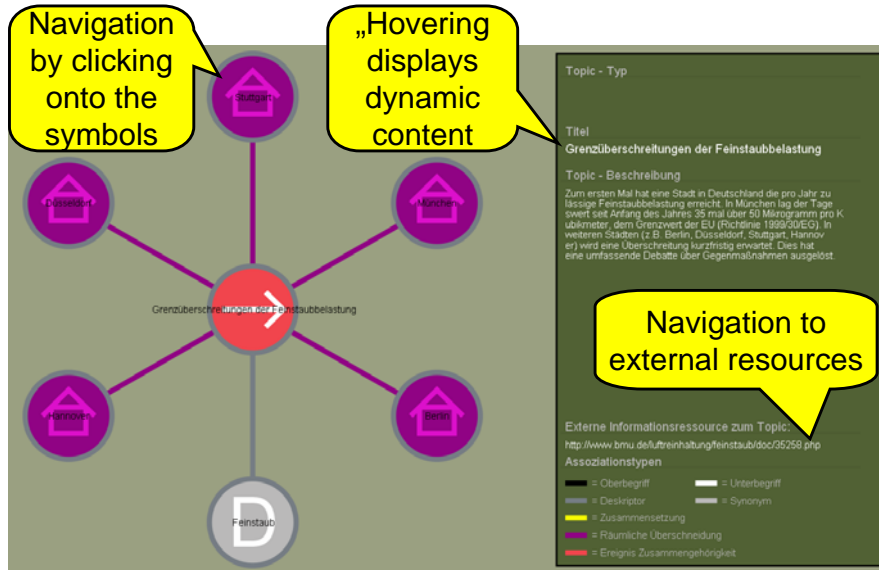 Navigation
by clicking
onto the
symbols
„Hovering
displays
dynamic
content
Stuttgart
Düsseldorf
München
Grenzüberschreitungen der Feinstaubbelastung
Hannover
Berlin
D
Feinstaub
Topic - Typ
Titel
Grenzüberschreitungen der Feinstaubbelastung
Topic - Beschreibung
Zum ersten Mal hat eine Stadt in Deutschland die pro Jahr zu
lässige Feinstaubbelastung erreicht. In München lag der Tage
swert seit Anfang des Jahres 35 mal über 50 Mikrogramm pro K
ubikmeter, dem Grenzwert der EU (Richtlinie 1999/30/EG). In
weiteren Städten (z.B. Berlin, Düsseldorf, Stuttgart, Hannov
er) wird eine Überschreitung kurzfristig erwartet. Dies hat
eine umfassende Debatte über Gegenmaßnahmen ausgelöst.
Navigation to
external resources
Externe Informationsressource zum Topic:
http://www.bmu.de/luftreinhaltung/feinstaub/doc/35258.php
Assoziationstypen
= Oberbegriff = Unterbegriff
= Deskriptor = Synonym
= Zusammensetzung
= Räumliche Überschneidung
= Ereignis Zusammengehörigkeit